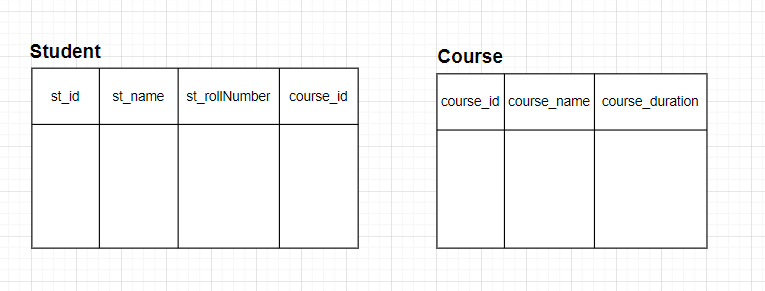 Student
st_id st_name st_rollNumber course_id
Course
course_id course_name course_duration